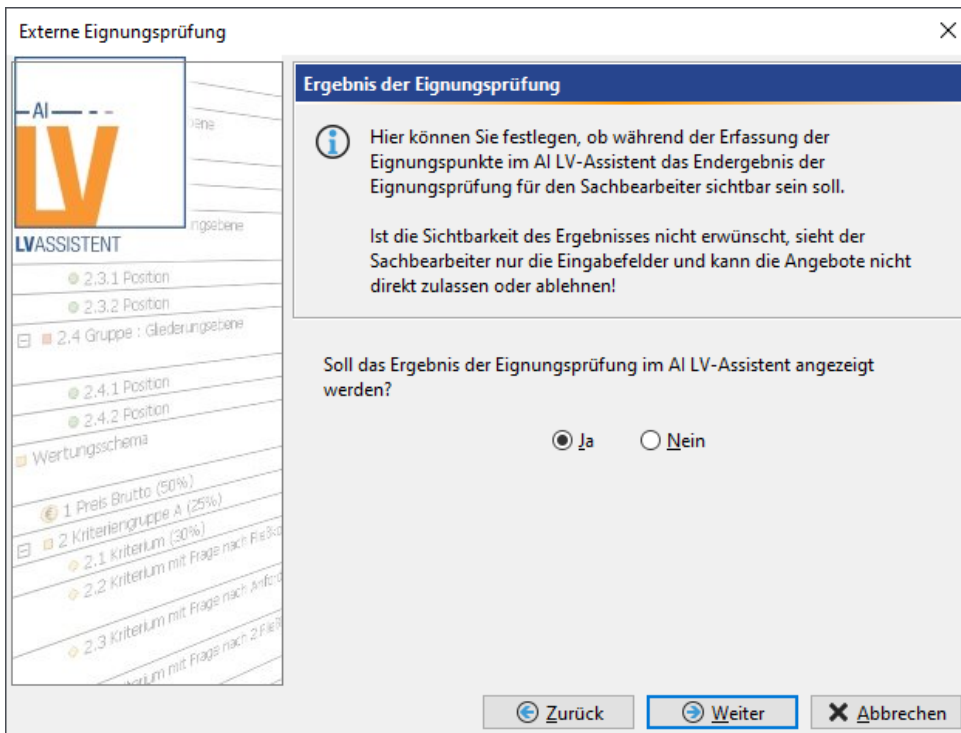 Externe Eignungsprüfung
AI
LV
LVASSISTENT
2.3.1 Position
2.3.2 Position
2.4 Gruppe : Gliederungsebene
2.4.1 Position
2.4.2 Position
Wertungsschema
1 Preis Brutto (50%)
2 Kriteriengruppe A (25%)
2.1 Kriterium (30%)
2.2 Kriterium mit Frage nach
2.3 Kriterium mit Frage nach
mit Frage nach 2
Ergebnis der Eignungsprüfung
Hier können Sie festlegen, ob während der Erfassung der
Eignungspunkte im AI LV-Assistent das Endergebnis der
Eignungsprüfung für den Sachbearbeiter sichtbar sein soll.
Ist die Sichtbarkeit des Ergebnisses nicht erwünscht, sieht der
Sachbearbeiter nur die Eingabefelder und kann die Angebote nicht
direkt zulassen oder ablehnen!
Soll das Ergebnis der Eignungsprüfung im AI LV-Assistent angezeigt
werden?
Ja Nein
Zurück Weiter Abbrechen